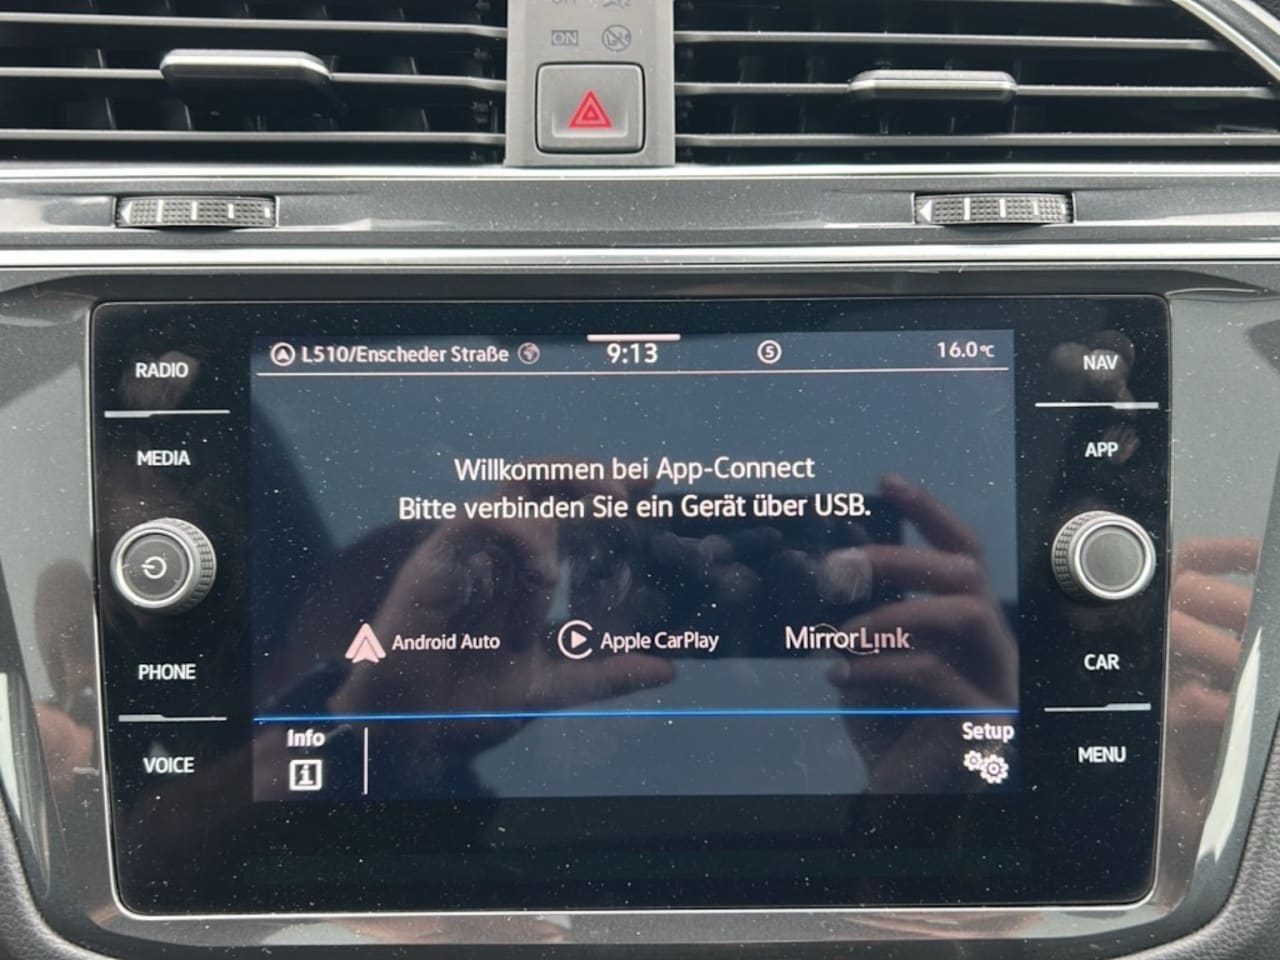 ON
L510/Enscheder Straße 9:13 S 16.0°C
RADIO
NAV
MEDIA
APP
Willkommen bei App-Connect
Bitte verbinden Sie ein Gerät über USB.
Android Auto
Apple CarPlay
MirrorLink
PHONE
CAR
Info
Setup
VOICE
MENU